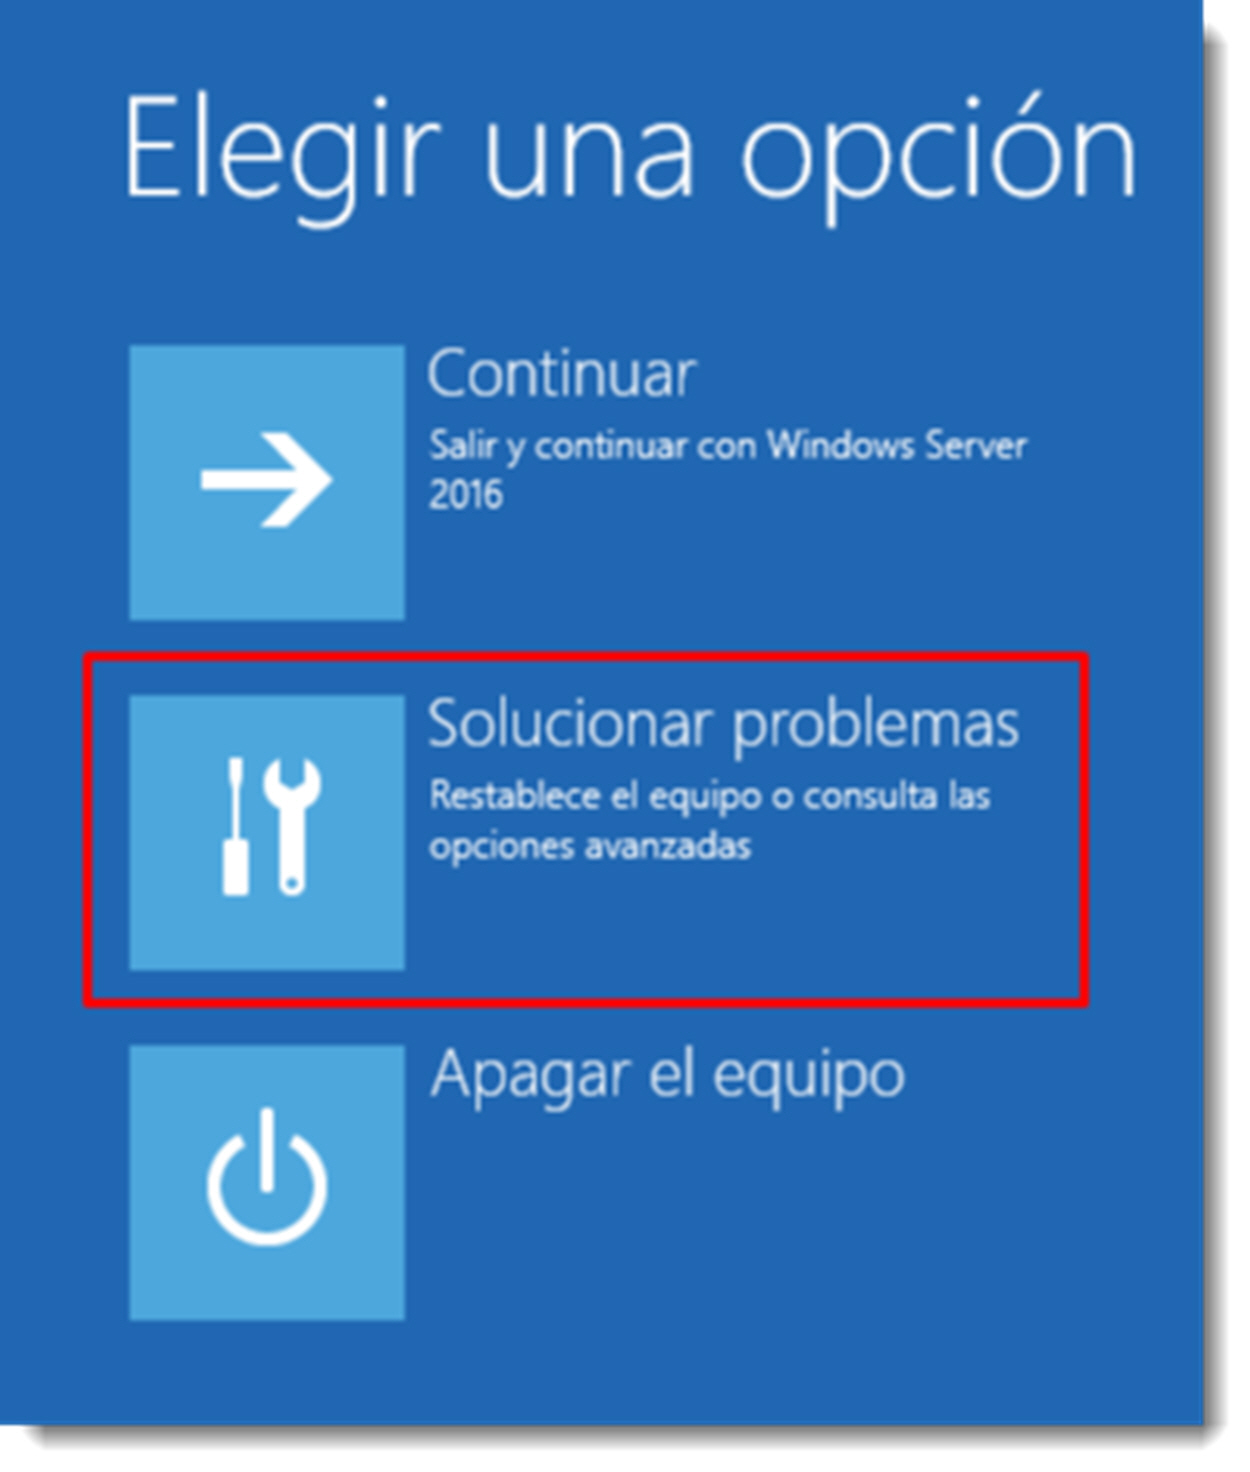 Elegir una opción
Continuar
Salir y continuar con Windows Server
2016
Solucionar problemas
Restablece el equipo o consulta las
opciones avanzadas
Apagar el equipo